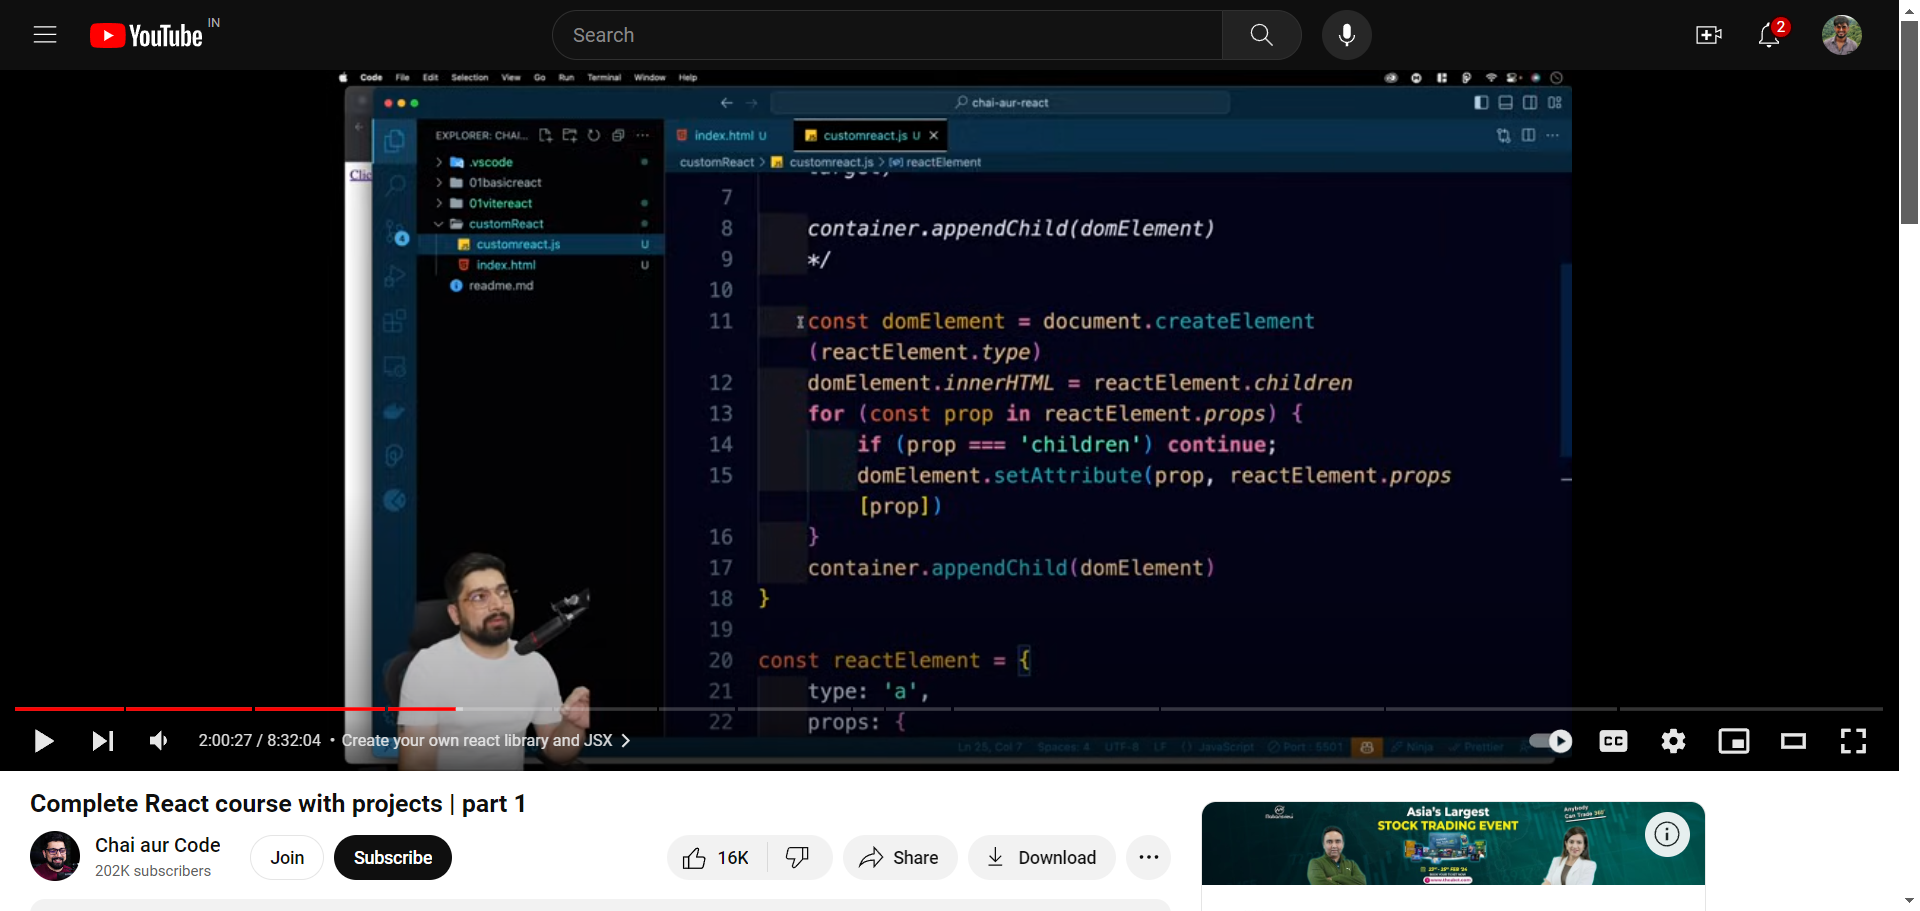 YouTube IN
Search
2
Code File Edit Selection View Go Run Terminal Window Help
chai-aur-react
EXPLORER: CHAI...
index.html U
customreact.js U
customReact > customreact.js > reactElement
Clic
.vscode
01basicreact
01vitereact
customReact
customreact.js U
index.html U
readme.md
4
7
8 container.appendChild(domElement)
9 */
10
11 const domElement = document.createElement
(reactElement.type)
12 domElement.innerHTML = reactElement.children
13 for (const prop in reactElement.props) {
14 if (prop === 'children') continue;
15 domElement.setAttribute(prop, reactElement.props
[prop])
16 }
17 container.appendChild(domElement)
18 }
19
20 const reactElement = {
21 type: 'a',
22 props: {
Ln 25, Col 7 Spaces: 4 UTF-8 LF () JavaScript Port : 5501 Ninja Prettier
2:00:27 / 8:32:04 • Create your own react library and JSX >
CC
Complete React course with projects | part 1
Chai aur Code
202K subscribers
Join
Subscribe
16K
Share
Download
Asia's Largest
STOCK TRADING EVENT
Anybody
Can Trade 360°